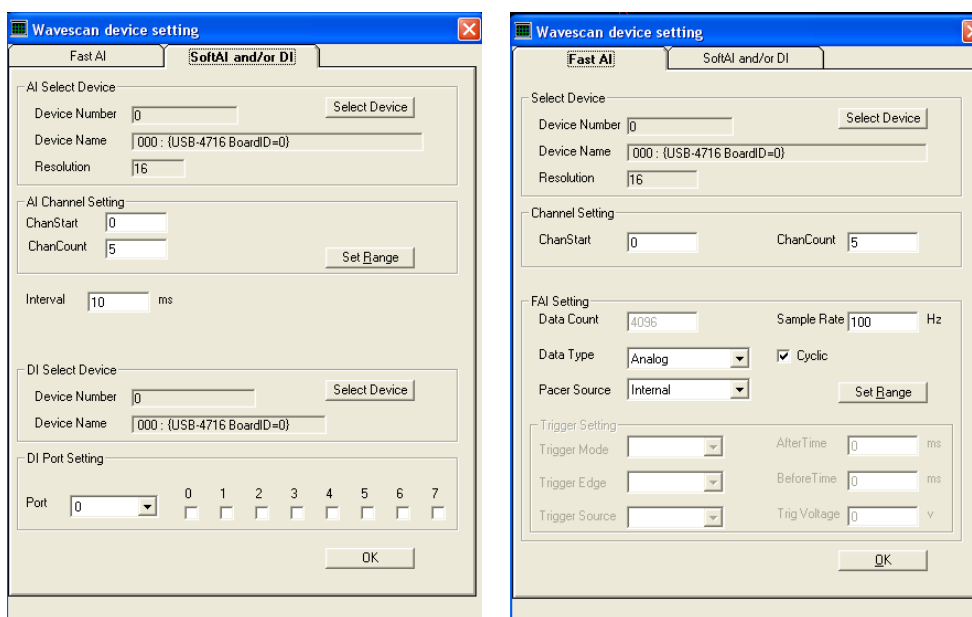 Wavescan device setting
Fast AI
SoftAI and/or DI
AI Select Device
Device Number 0
Select Device
Device Name 000 : {USB-4716 BoardID=0}
Resolution 16
AI Channel Setting
ChanStart 0
ChanCount 5
Set Range
Interval 10 ms
DI Select Device
Device Number 0
Select Device
Device Name 000 : {USB-4716 BoardID=0}
DI Port Setting
0 1 2 3 4 5 6 7
Port 0
OK
Wavescan device setting
Fast AI
SoftAI and/or DI
Select Device
Device Number 0
Select Device
Device Name 000 : {USB-4716 BoardID=0}
Resolution 16
Channel Setting
ChanStart 0 ChanCount 5
FAI Setting
Data Count 4096 Sample Rate 100 Hz
Data Type Analog Cyclic
Pacer Source Internal Set Range
Trigger Setting
Trigger Mode AfterTime 0 ms
Trigger Edge BeforeTime 0 ms
Trigger Source Trig Voltage 0 v
OK